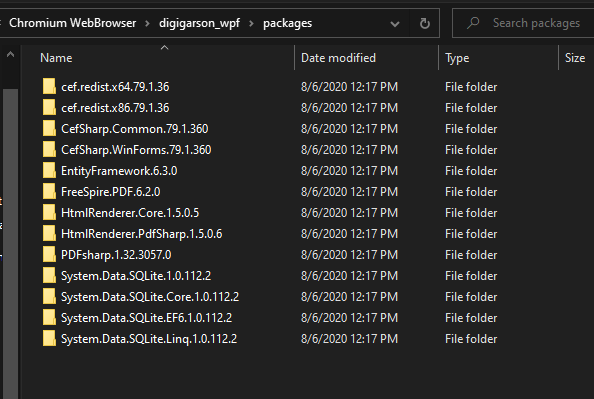 Chromium WebBrowser > digigarson_wpf > packages
Search packages
Name Date modified Type Size
cef.redist.x64.79.1.36 8/6/2020 12:17 PM File folder
cef.redist.x86.79.1.36 8/6/2020 12:17 PM File folder
CefSharp.Common.79.1.360 8/6/2020 12:17 PM File folder
CefSharp.WinForms.79.1.360 8/6/2020 12:17 PM File folder
EntityFramework.6.3.0 8/6/2020 12:17 PM File folder
FreeSpire.PDF.6.2.0 8/6/2020 12:17 PM File folder
HtmlRenderer.Core.1.5.0.5 8/6/2020 12:17 PM File folder
HtmlRenderer.PdfSharp.1.5.0.6 8/6/2020 12:17 PM File folder
PDFsharp.1.32.3057.0 8/6/2020 12:17 PM File folder
System.Data.SQLite.1.0.112.2 8/6/2020 12:17 PM File folder
System.Data.SQLite.Core.1.0.112.2 8/6/2020 12:17 PM File folder
System.Data.SQLite.EF6.1.0.112.2 8/6/2020 12:17 PM File folder
System.Data.SQLite.Linq.1.0.112.2 8/6/2020 12:17 PM File folder